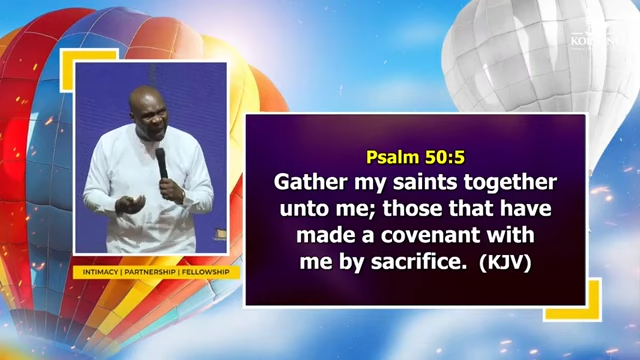 Psalm 50:5
Gather my saints together
unto me; those that have
made a covenant with
me by sacrifice. (KJV)
INTIMACY | PARTNERSHIP | FELLOWSHIP